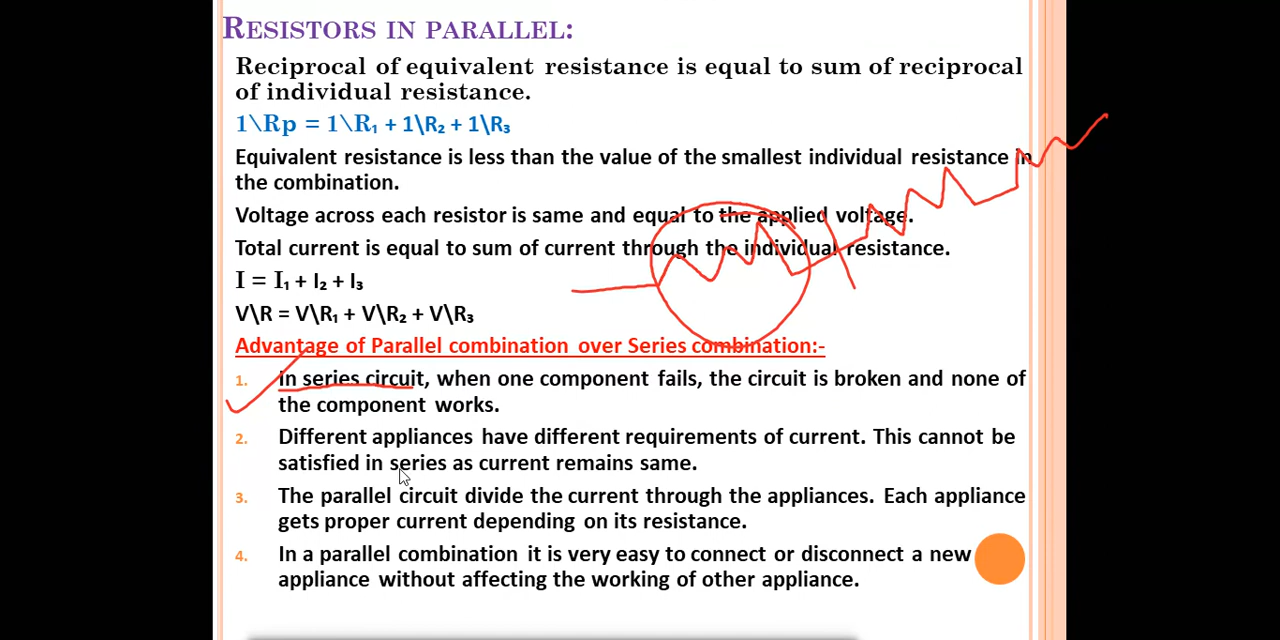 RESISTORS IN PARALLEL:
Reciprocal of equivalent resistance is equal to sum of reciprocal
of individual resistance.
1\Rp = 1\R₁ + 1\R₂ + 1\R₃
Equivalent resistance is less than the value of the smallest individual resistance in
the combination.
Voltage across each resistor is same and equal to the applied voltage.
Total current is equal to sum of current through the individual resistance.
I = I₁ + I₂ + I₃
V\R = V\R₁ + V\R₂ + V\R₃
Advantage of Parallel combination over Series combination:-
1. In series circuit, when one component fails, the circuit is broken and none of
the component works.
2. Different appliances have different requirements of current. This cannot be
satisfied in series as current remains same.
3. The parallel circuit divide the current through the appliances. Each appliance
gets proper current depending on its resistance.
4. In a parallel combination it is very easy to connect or disconnect a new
appliance without affecting the working of other appliance.